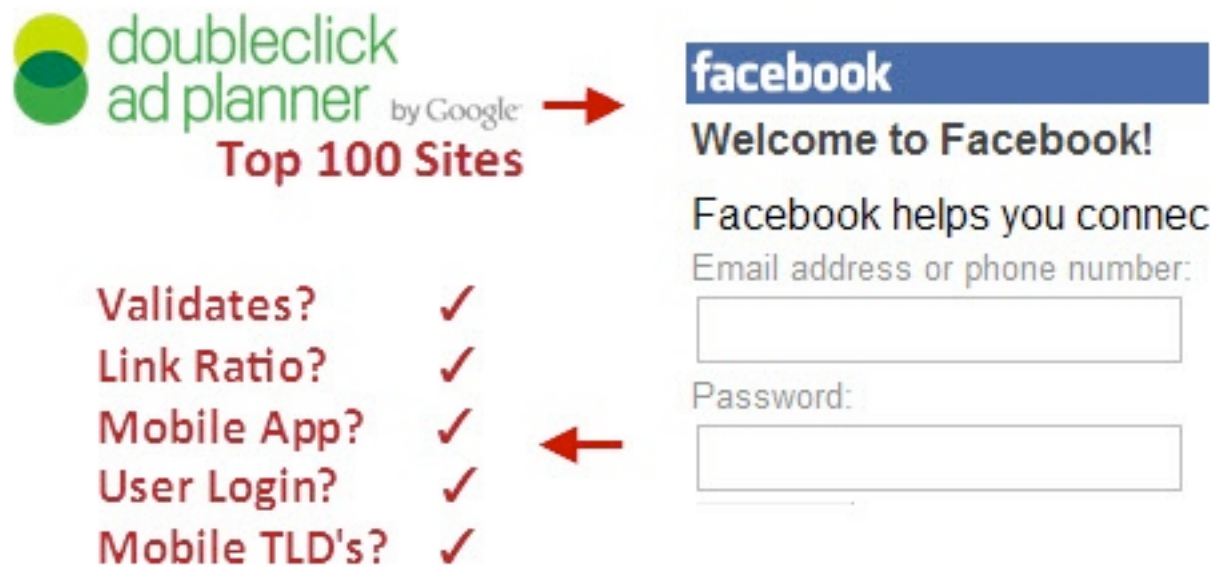 doubleclick
ad planner by Google
Top 100 Sites
facebook
Welcome to Facebook!
Facebook helps you connec
Email address or phone number:
Password:
Validates? ✓
Link Ratio? ✓
Mobile App? ✓
User Login? ✓
Mobile TLD's? ✓